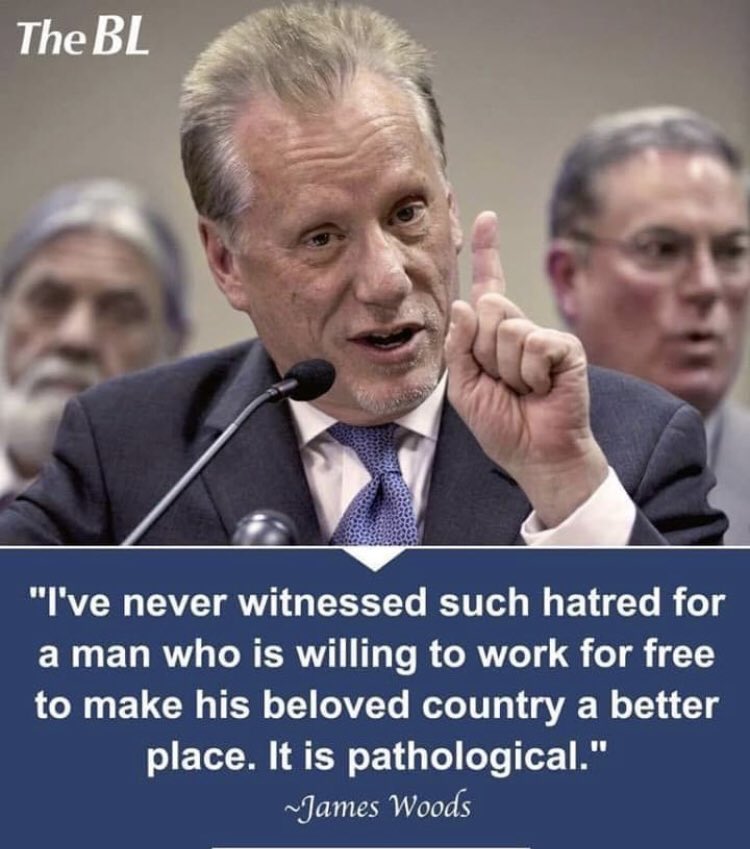 The BL
"I've never witnessed such hatred for
a man who is willing to work for free
to make his beloved country a better
place. It is pathological."
~James Woods